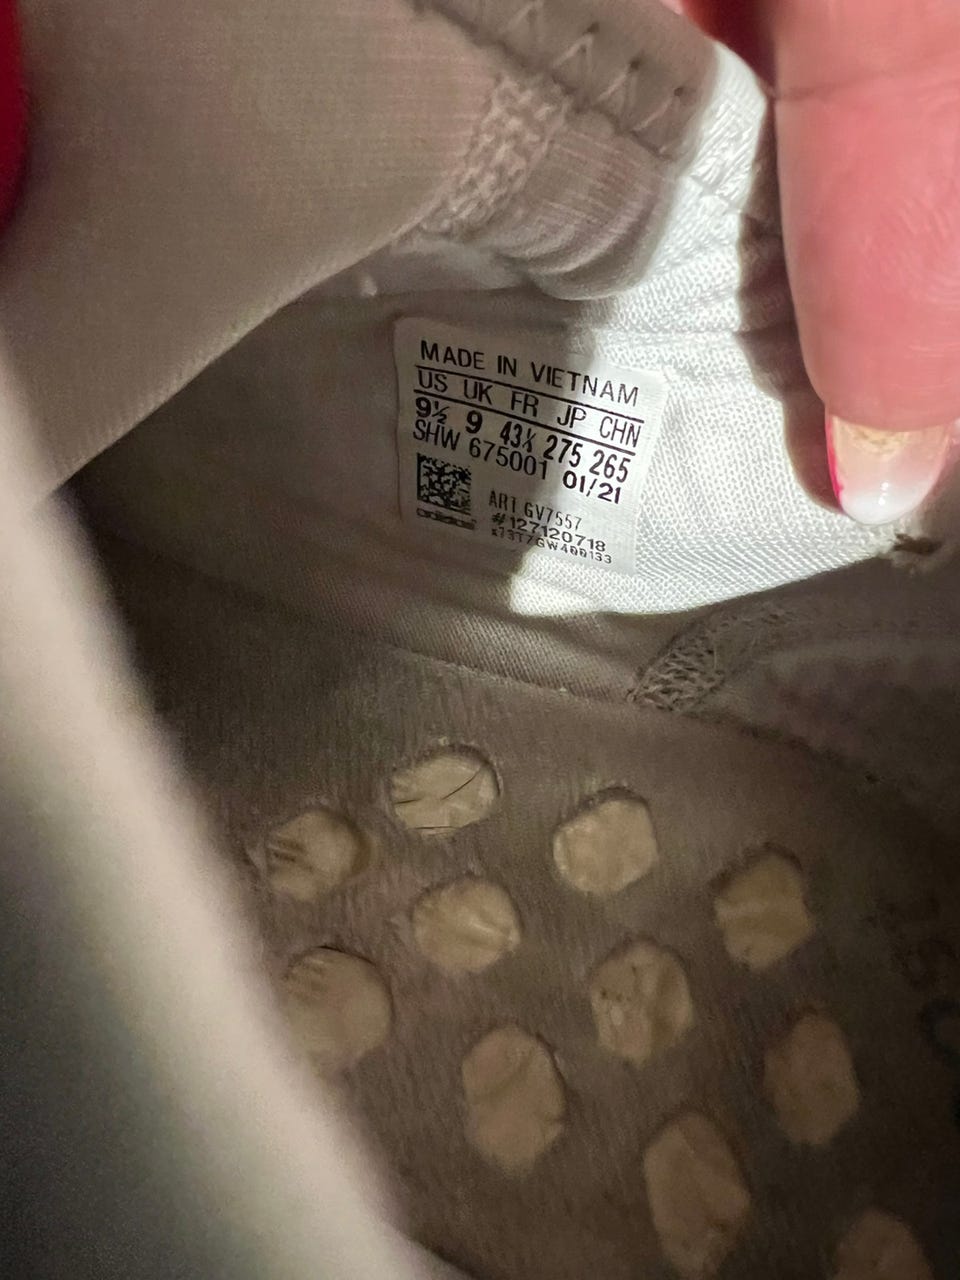 MADE IN VIETNAM
US UK FR JP CHN
9½ 9 43⅓ 275 265
SHW 675001 01/21
ART GV7557
#127120718
adidas